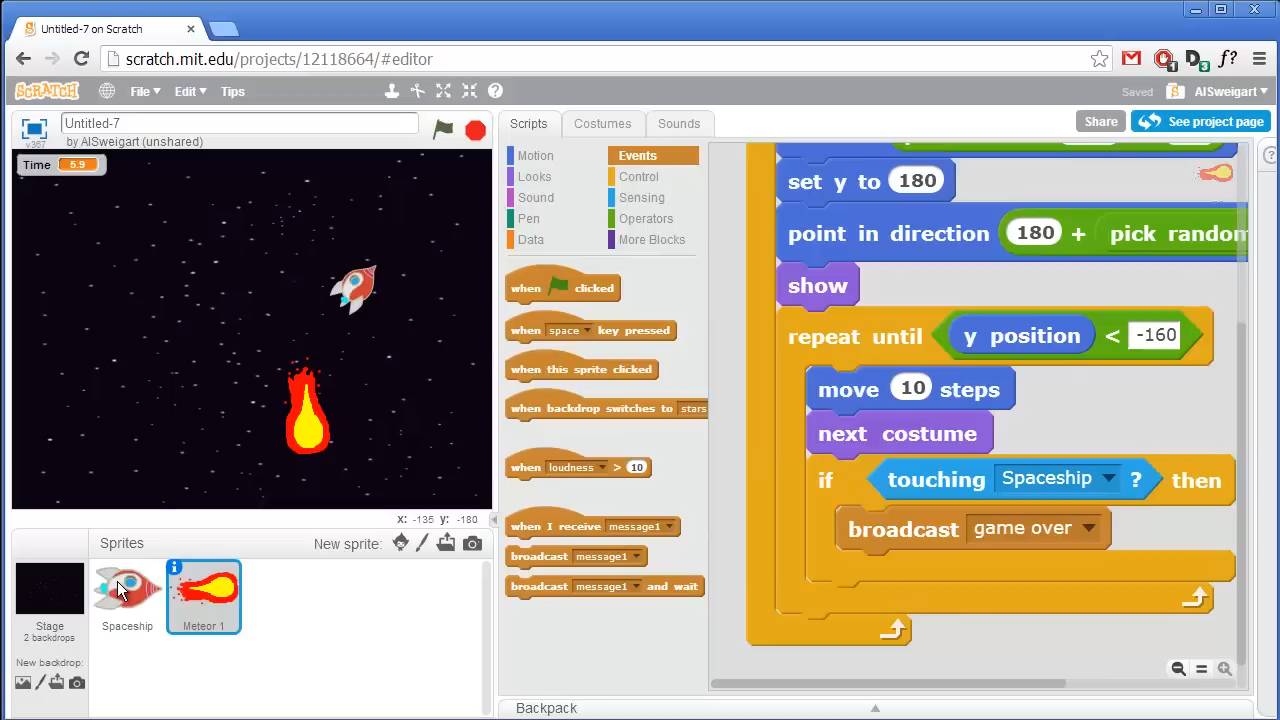 Untitled-7 on Scratch
scratch.mit.edu/projects/12118664/#editor
SCRATCH File Edit Tips Saved AlSweigart
Untitled-7
v367
by AlSweigart (unshared)
Scripts Costumes Sounds Share See project page
Time 5.9
Motion Events
Looks Control
Sound Sensing
Pen Operators
Data More Blocks
when clicked
when space key pressed
when this sprite clicked
when backdrop switches to stars
when loudness > 10
when I receive message1
broadcast message1
broadcast message1 and wait
set y to 180
point in direction 180 + pick random
show
repeat until y position < -160
move 10 steps
next costume
if touching Spaceship ? then
broadcast game over
x: -135 y: -180
Sprites New sprite:
Stage
2 backdrops
New backdrop:
Spaceship
Meteor 1
Backpack